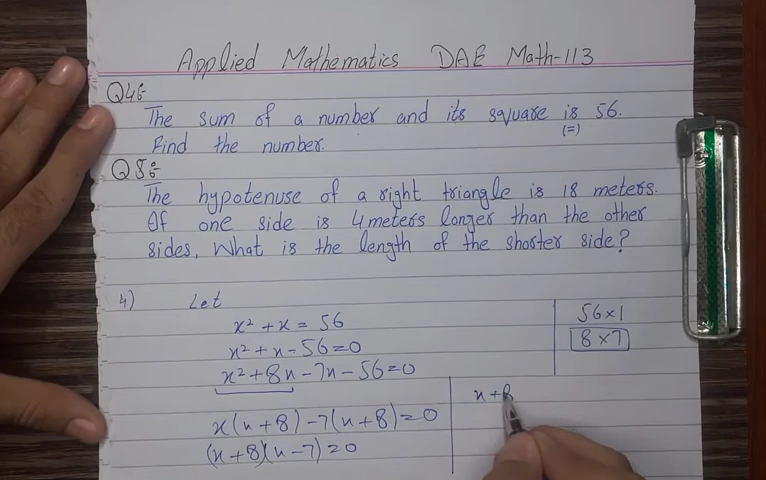 Applied Mathematics DAE Math-113
Q4:
The sum of a number and its square is 56.
(=)
Find the number.
Q5:
The hypotenuse of a right triangle is 18 meters.
If one side is 4 meters longer than the other
sides, What is the length of the shorter side?
4) Let
x² + x = 56
x² + x - 56 = 0
x² + 8x - 7x - 56 = 0
x(x + 8) - 7(x + 8) = 0
(x + 8)(x - 7) = 0
56 × 1
8 × 7
x + 8